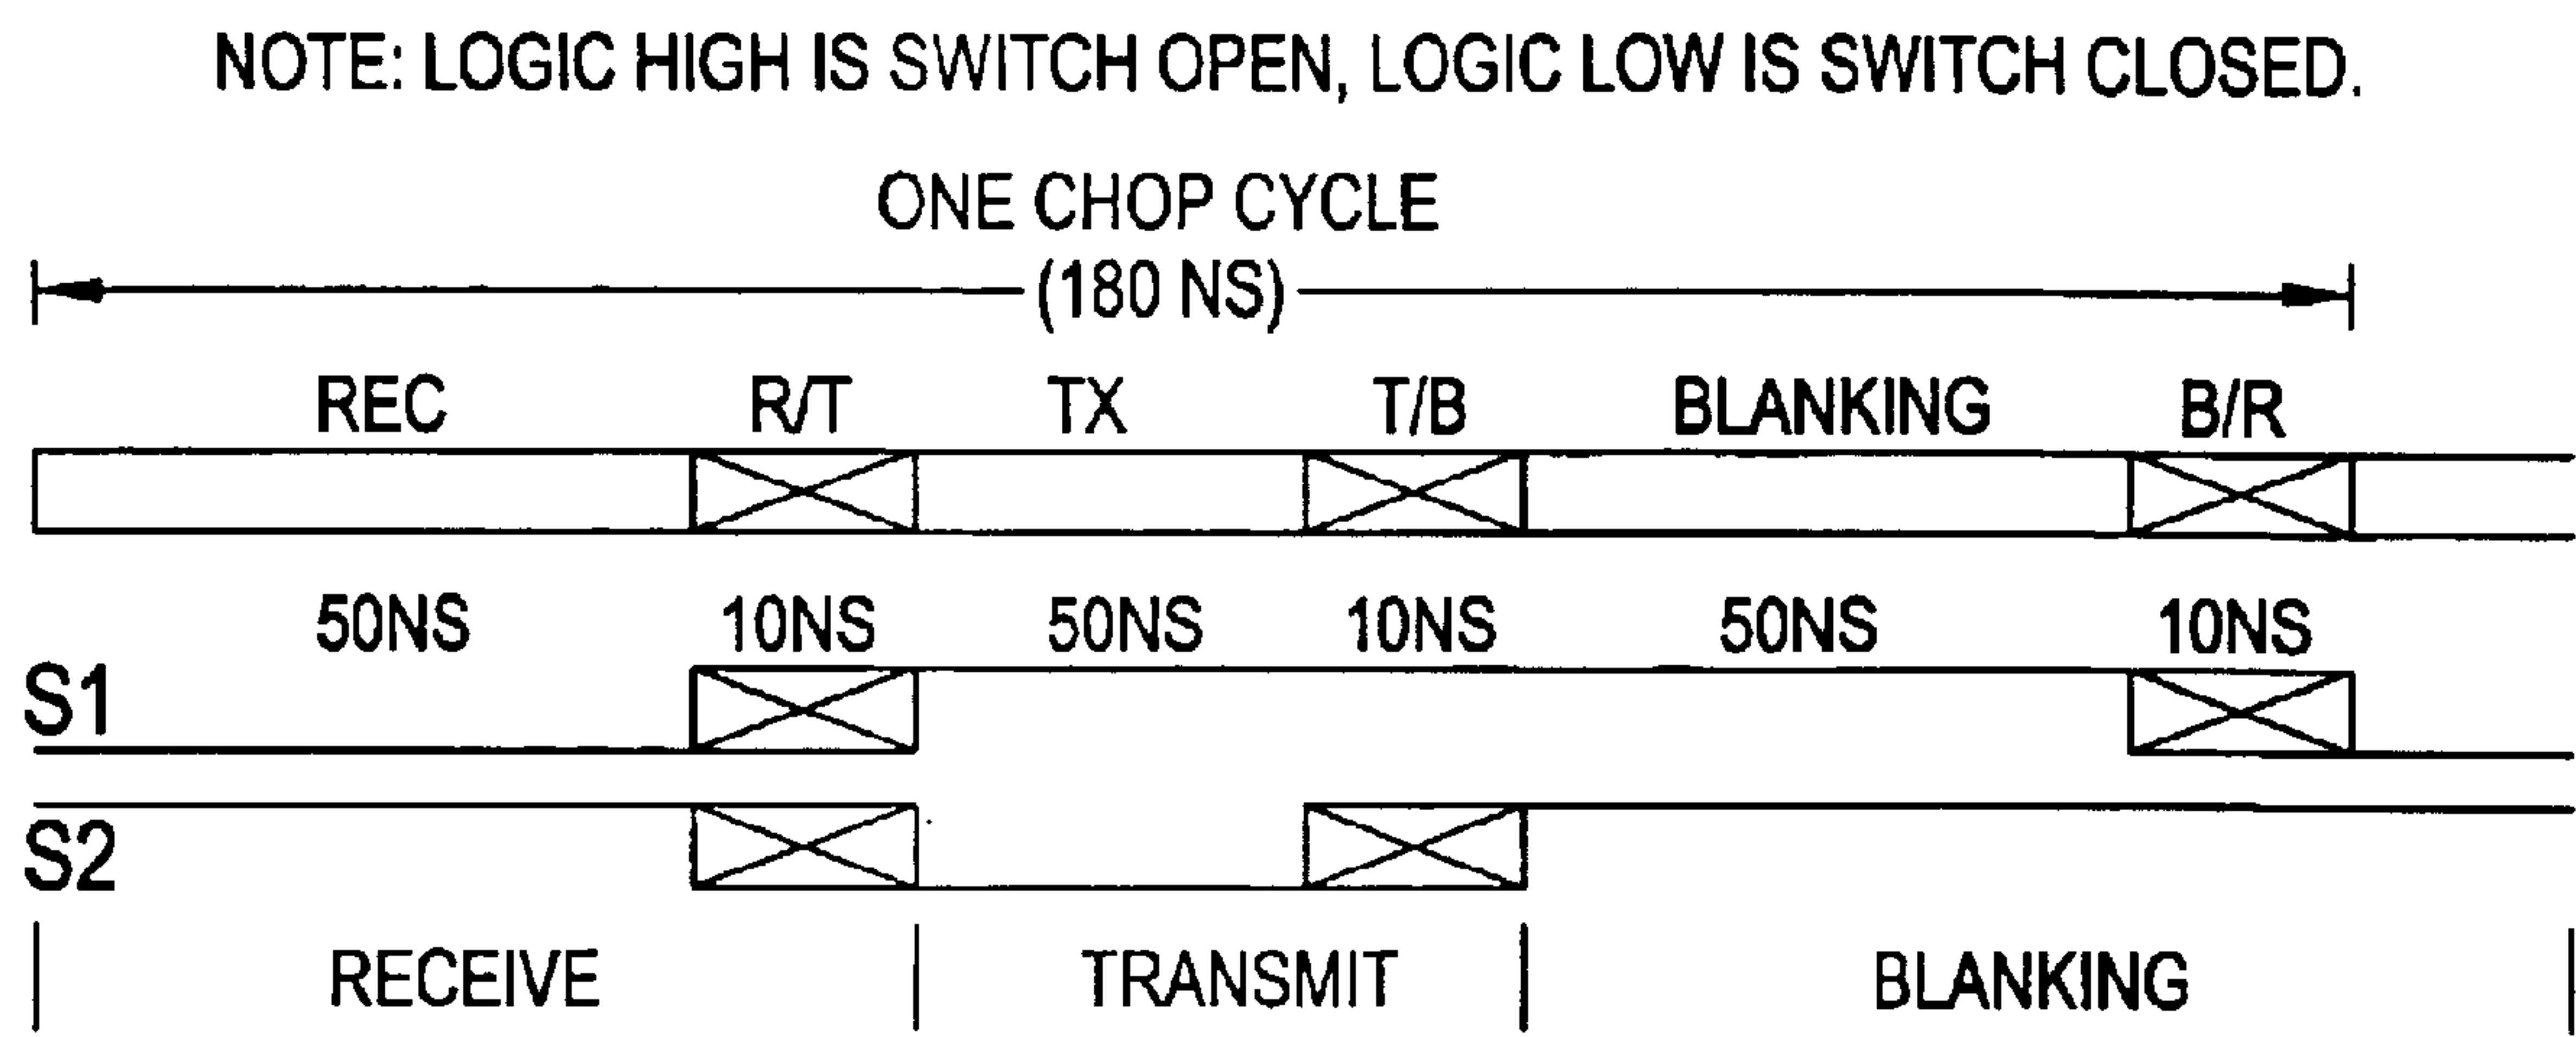 NOTE: LOGIC HIGH IS SWITCH OPEN, LOGIC LOW IS SWITCH CLOSED.
ONE CHOP CYCLE
(180 NS)
REC R/T TX T/B BLANKING B/R
50NS 10NS 50NS 10NS 50NS 10NS
S1
S2
RECEIVE TRANSMIT BLANKING